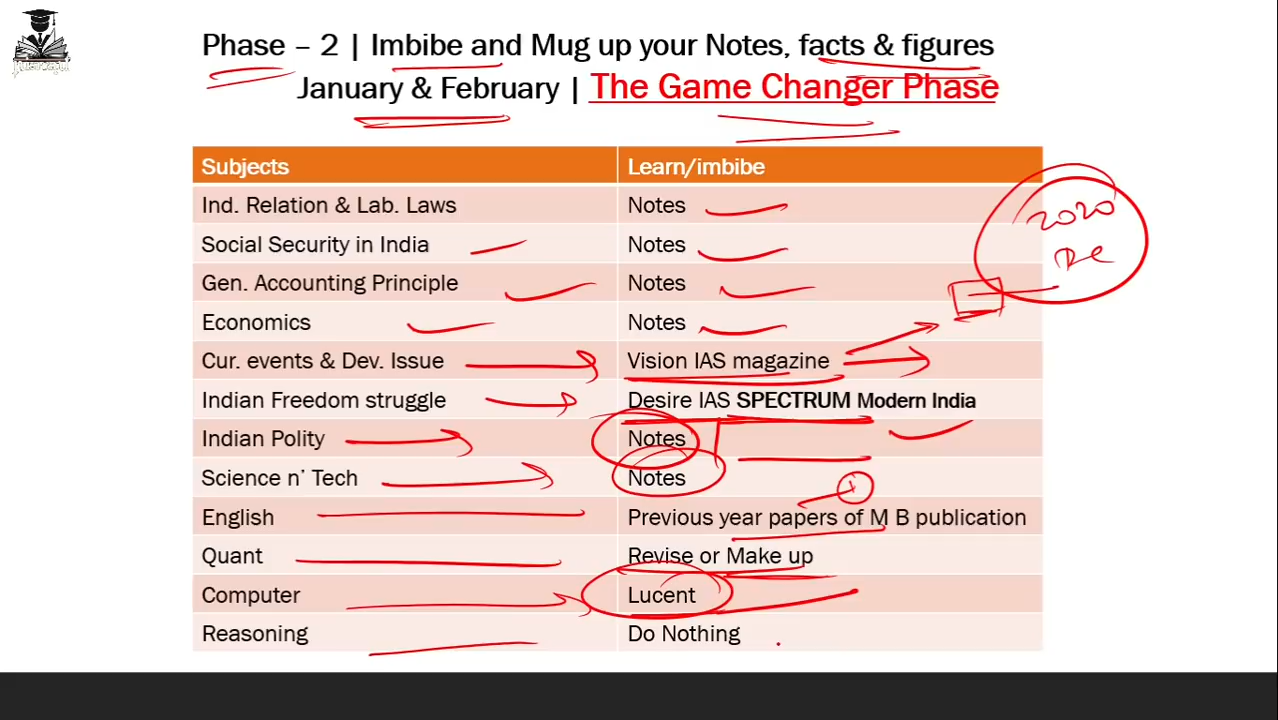 Phase – 2 | Imbibe and Mug up your Notes, facts & figures
January & February | The Game Changer Phase
Subjects Learn/imbibe
Ind. Relation & Lab. Laws Notes
Social Security in India Notes
Gen. Accounting Principle Notes
Economics Notes
Cur. events & Dev. Issue Vision IAS magazine
Indian Freedom struggle Desire IAS SPECTRUM Modern India
Indian Polity Notes
Science n' Tech Notes
English Previous year papers of M B publication
Quant Revise or Make up
Computer Lucent
Reasoning Do Nothing
2020